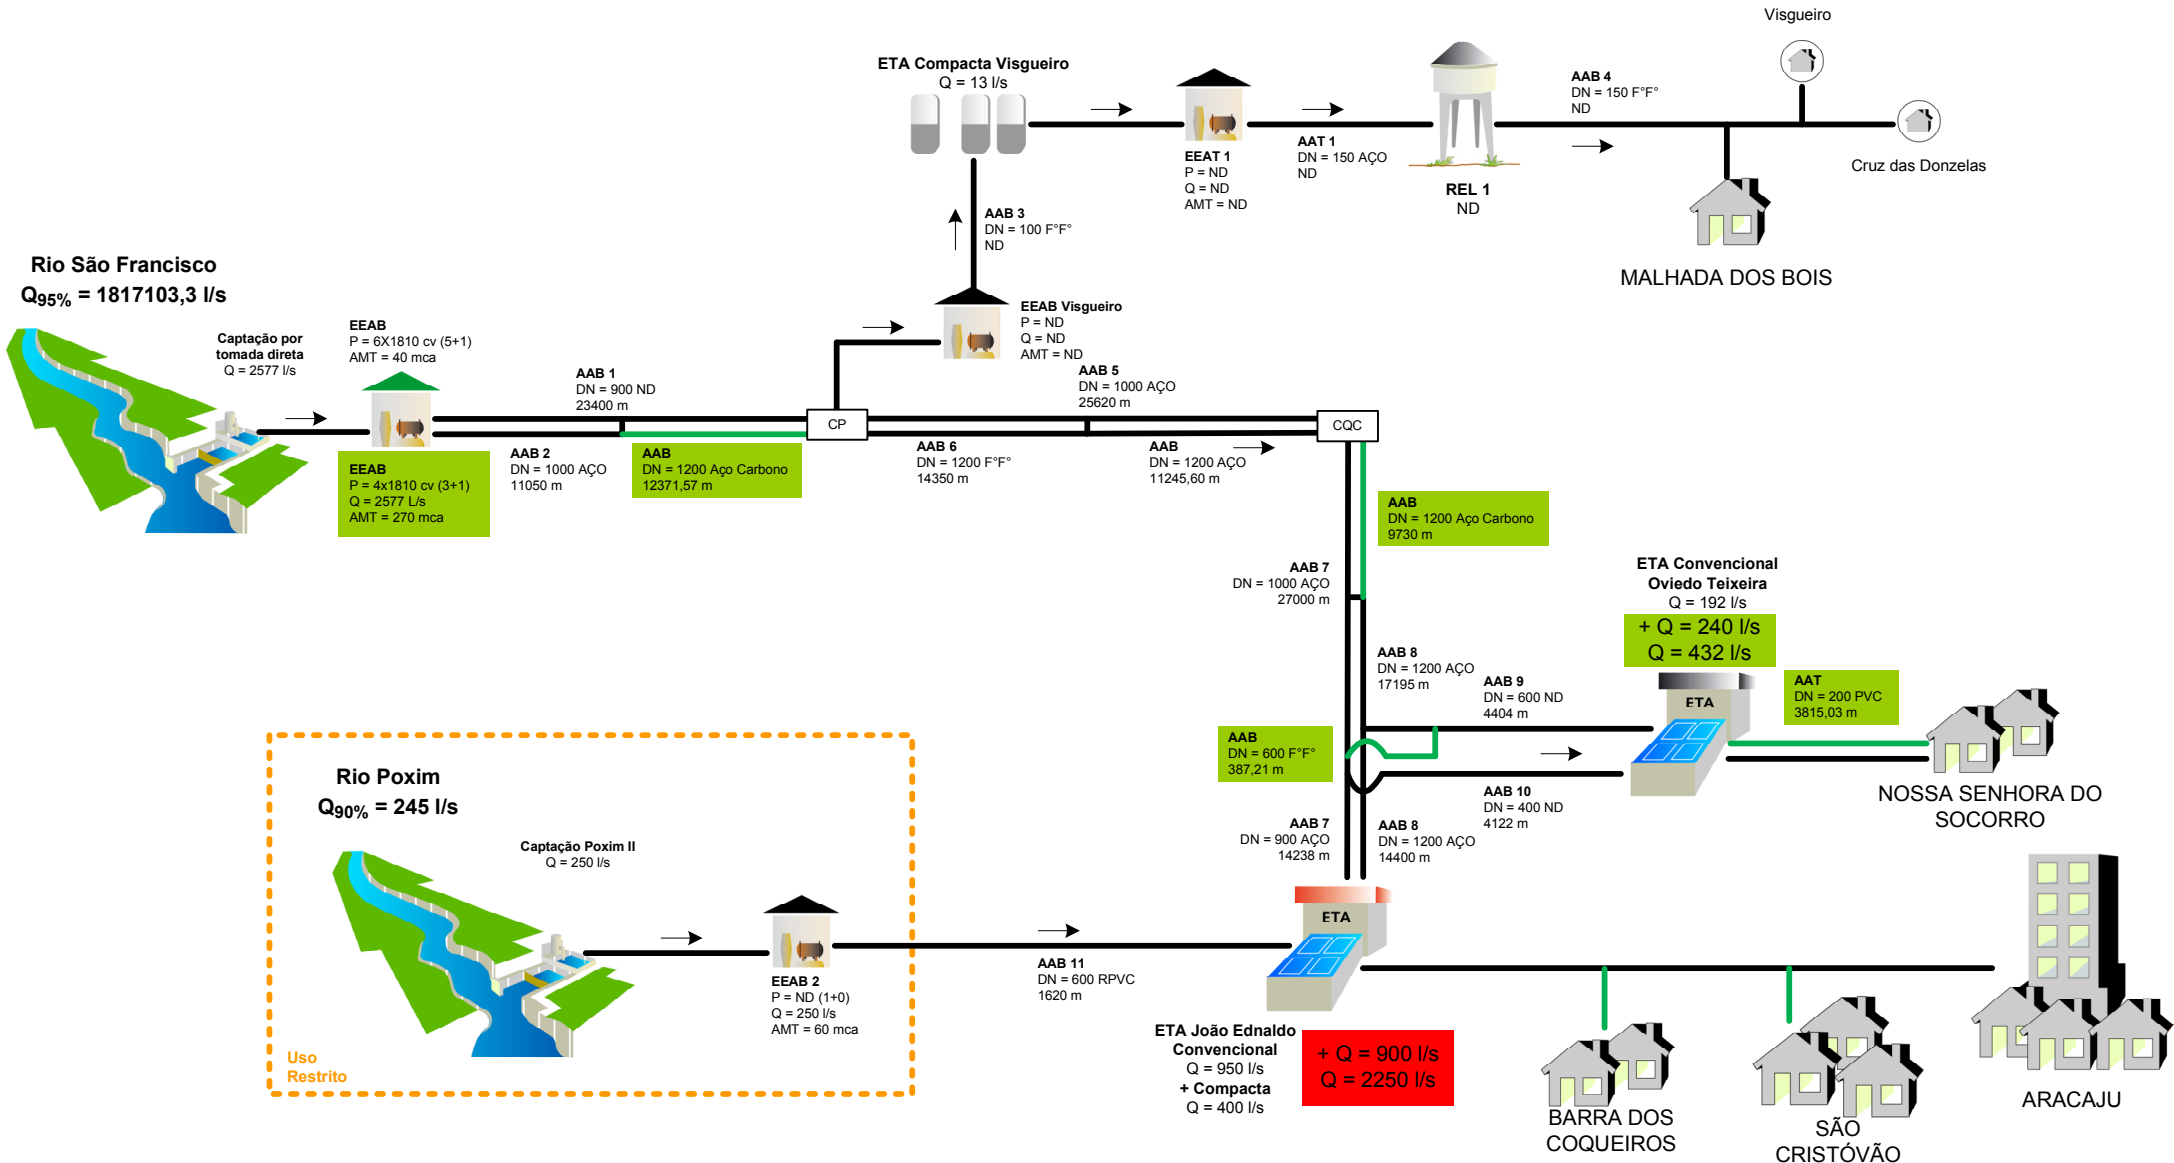 Visgueiro
ETA Compacta Visgueiro
Q = 13 l/s
AAB 4
DN = 150 F°F°
ND
EEAT 1
P = ND
Q = ND
AMT = ND
AAT 1
DN = 150 AÇO
ND
REL 1
ND
Cruz das Donzelas
MALHADA DOS BOIS
AAB 3
DN = 100 F°F°
ND
Rio São Francisco
Q95% = 1817103,3 l/s
Captação por
tomada direta
Q = 2577 l/s
EEAB
P = 6X1810 cv (5+1)
AMT = 40 mca
EEAB Visgueiro
P = ND
Q = ND
AMT = ND
AAB 1
DN = 900 ND
23400 m
AAB 5
DN = 1000 AÇO
25620 m
CP
CQC
EEAB
P = 4x1810 cv (3+1)
Q = 2577 L/s
AMT = 270 mca
AAB 2
DN = 1000 AÇO
11050 m
AAB
DN = 1200 Aço Carbono
12371,57 m
AAB 6
DN = 1200 F°F°
14350 m
AAB
DN = 1200 AÇO
11245,60 m
AAB
DN = 1200 Aço Carbono
9730 m
AAB 7
DN = 1000 AÇO
27000 m
ETA Convencional
Oviedo Teixeira
Q = 192 l/s
+ Q = 240 l/s
Q = 432 l/s
AAB 8
DN = 1200 AÇO
17195 m
AAB 9
DN = 600 ND
4404 m
ETA
AAT
DN = 200 PVC
3815,03 m
AAB
DN = 600 F°F°
387,21 m
AAB 10
DN = 400 ND
4122 m
NOSSA SENHORA DO
SOCORRO
AAB 7
DN = 900 AÇO
14238 m
AAB 8
DN = 1200 AÇO
14400 m
Rio Poxim
Q90% = 245 l/s
Captação Poxim II
Q = 250 l/s
EEAB 2
P = ND (1+0)
Q = 250 l/s
AMT = 60 mca
Uso
Restrito
AAB 11
DN = 600 RPVC
1620 m
ETA
ETA João Ednaldo
Convencional
Q = 950 l/s
+ Compacta
Q = 400 l/s
+ Q = 900 l/s
Q = 2250 l/s
BARRA DOS
COQUEIROS
SÃO
CRISTÓVÃO
ARACAJU